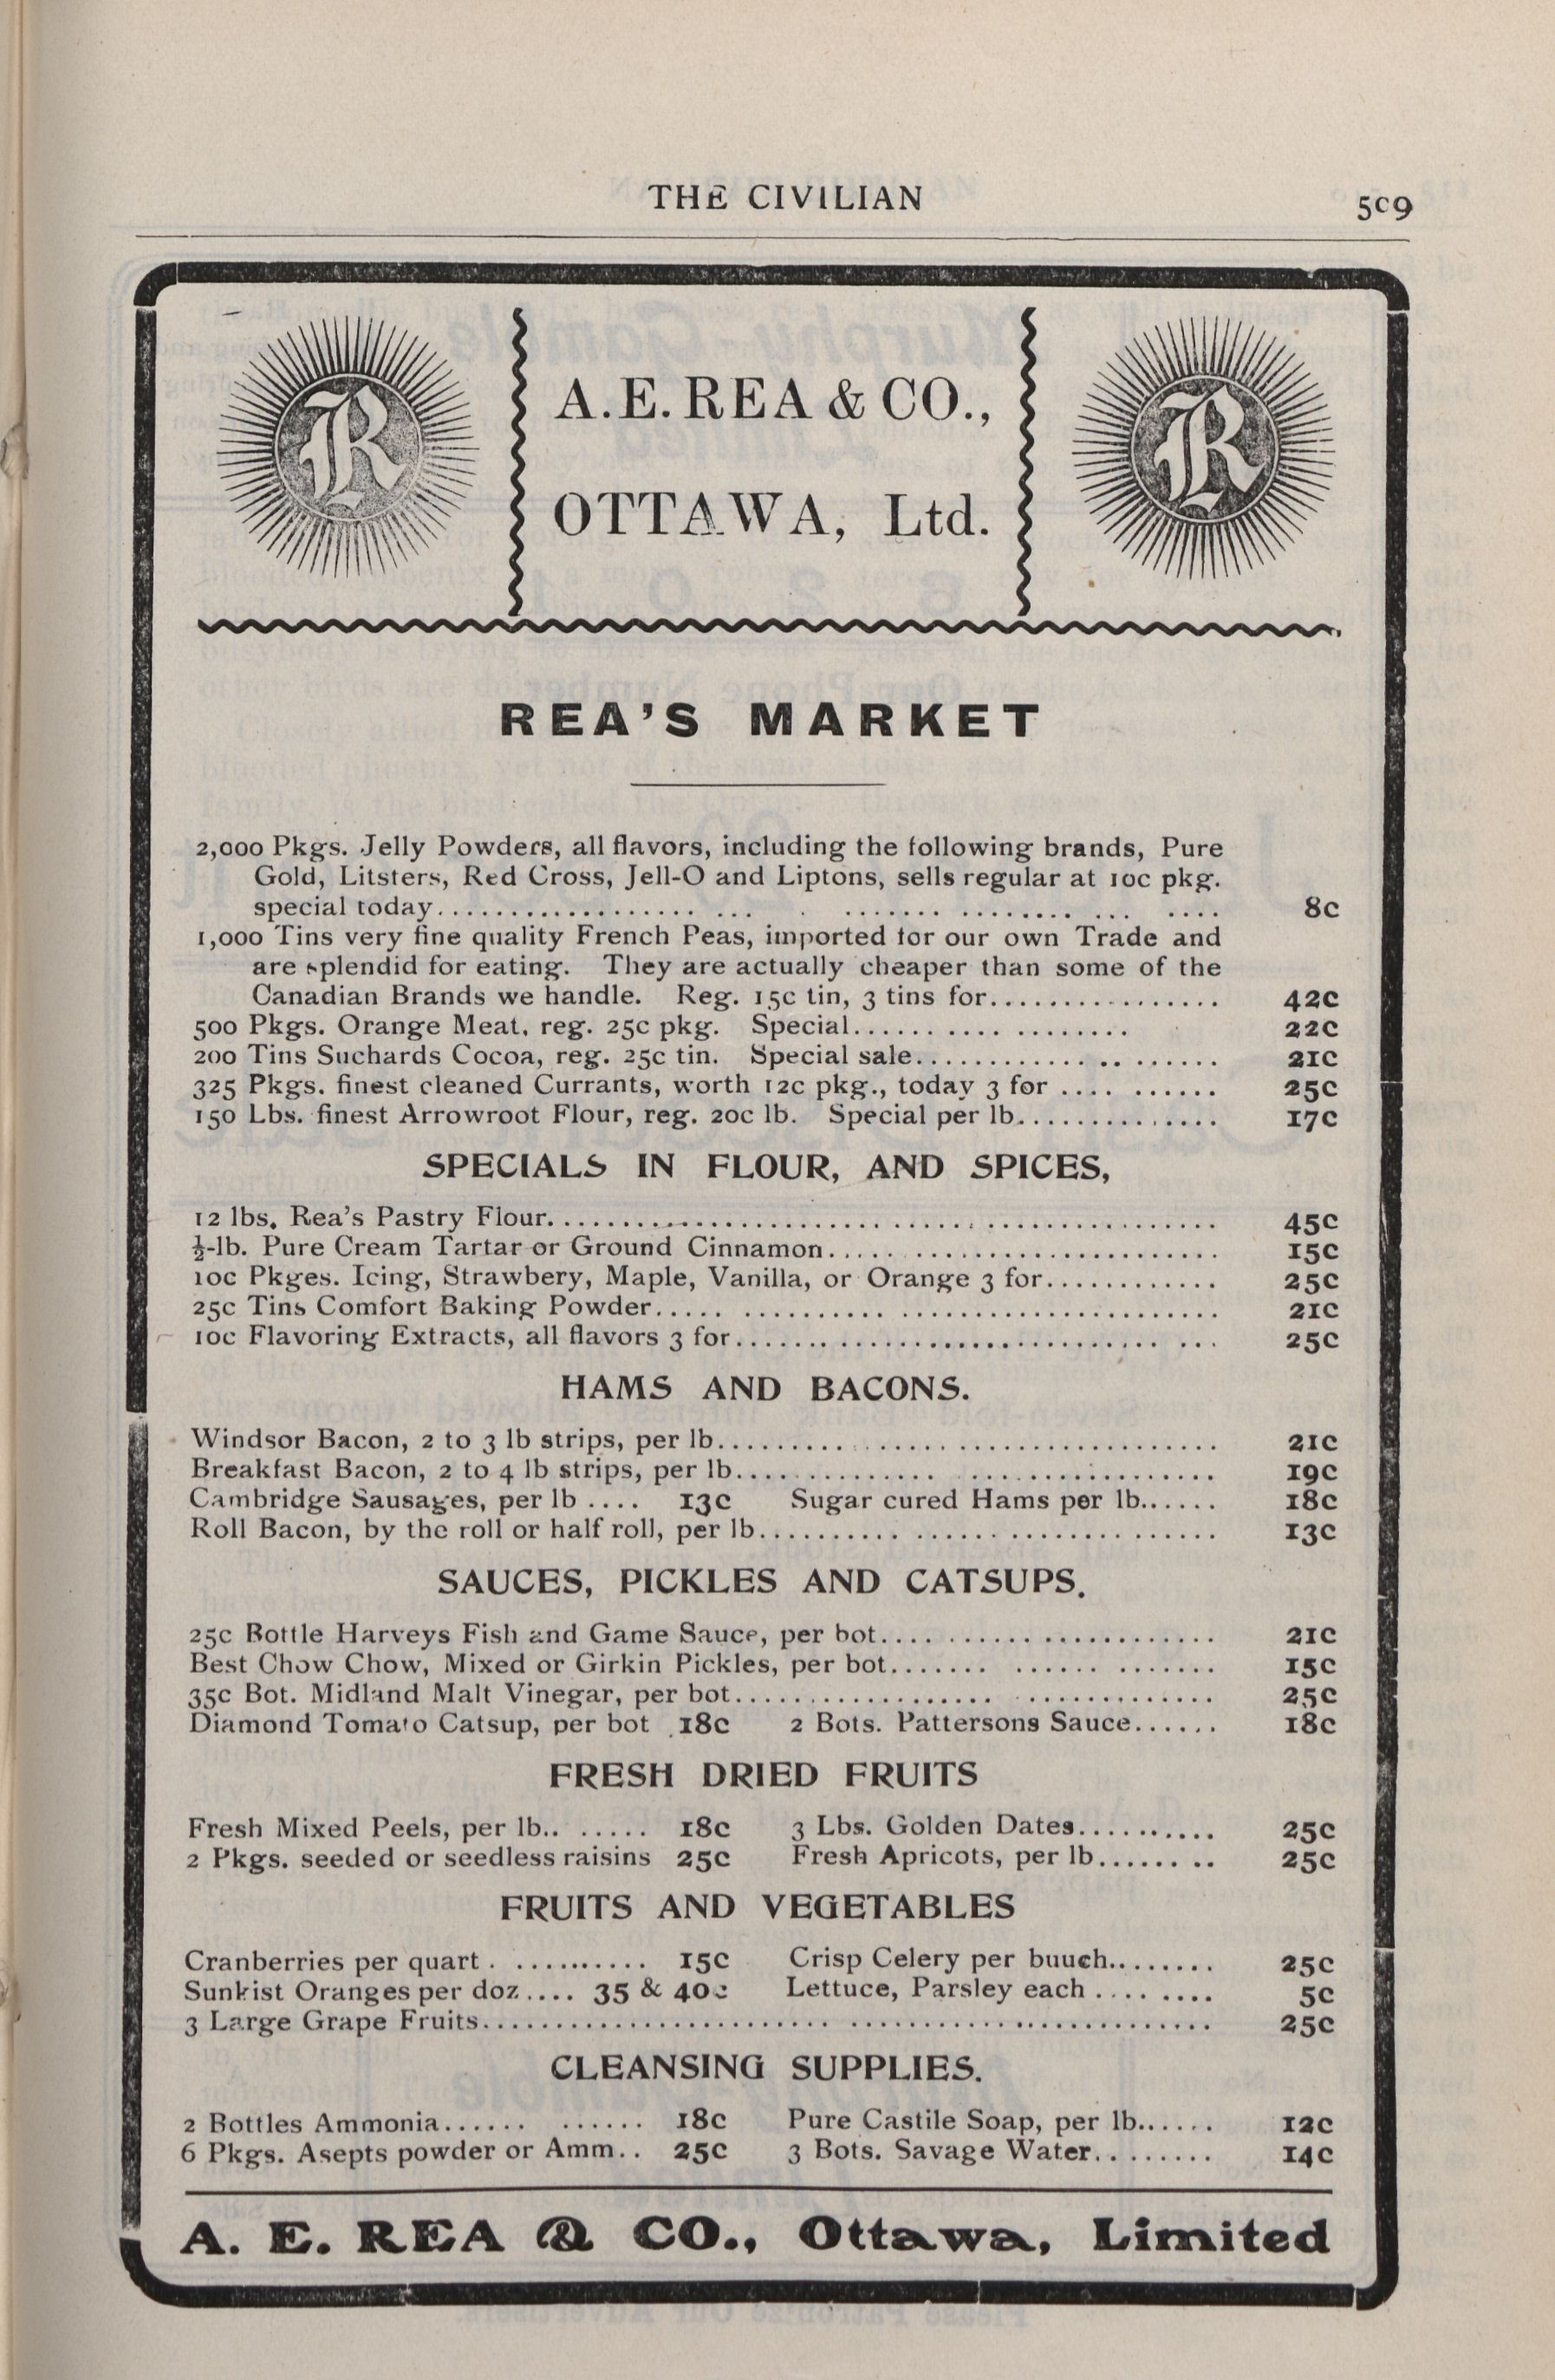 THE CIVILIAN 509
R
A. E. REA & CO.,
OTTAWA, Ltd.
R
REA'S MARKET
2,000 Pkgs. Jelly Powders, all flavors, including the following brands, Pure
Gold, Litsters, Red Cross, Jell-O and Liptons, sells regular at 10c pkg.
special today.................. ... . ....... ........ ... .... 8c
1,000 Tins very fine quality French Peas, imported for our own Trade and
are splendid for eating. They are actually cheaper than some of the
Canadian Brands we handle. Reg. 15c tin, 3 tins for................ 42c
500 Pkgs. Orange Meat, reg. 25c pkg. Special.......... ........ 22c
200 Tins Suchards Cocoa, reg. 25c tin. Special sale............ .. ...... 21c
325 Pkgs. finest cleaned Currants, worth 12c pkg., today 3 for .... ...... 25c
150 Lbs. finest Arrowroot Flour, reg. 20c lb. Special per lb.............. 17c
SPECIALS IN FLOUR, AND SPICES,
12 lbs. Rea's Pastry Flour.............................................. 45c
½-lb. Pure Cream Tartar or Ground Cinnamon..... ..................... 15c
10c Pkges. Icing, Strawbery, Maple, Vanilla, or Orange 3 for............ 25c
25c Tins Comfort Baking Powder..... .......... ...................... 21c
10c Flavoring Extracts, all flavors 3 for............................. ... 25c
HAMS AND BACONS.
Windsor Bacon, 2 to 3 lb strips, per lb.................................. 21c
Breakfast Bacon, 2 to 4 lb strips, per lb.............. ................. 19c
Cambridge Sausages, per lb .... 13c Sugar cured Hams per lb...... 18c
Roll Bacon, by the roll or half roll, per lb.......... ...... ........ ...... 13c
SAUCES, PICKLES AND CATSUPS.
25c Bottle Harveys Fish and Game Sauce, per bot.... ...... ............ 21c
Best Chow Chow, Mixed or Girkin Pickles, per bot....... ...... ....... 15c
35c Bot. Midland Malt Vinegar, per bot.................. ............. 25c
Diamond Tomato Catsup, per bot .18c 2 Bots. Pattersons Sauce...... 18c
FRESH DRIED FRUITS
Fresh Mixed Peels, per lb.. ..... 18c 3 Lbs. Golden Dates.......... 25c
2 Pkgs. seeded or seedless raisins 25c Fresh Apricots, per lb...... .. 25c
FRUITS AND VEGETABLES
Cranberries per quart . .......... 15c Crisp Celery per buuch........ 25c
Sunkist Oranges per doz .... 35 & 40c Lettuce, Parsley each .... .... 5c
3 Large Grape Fruits........................ ......................... 25c
CLEANSING SUPPLIES.
2 Bottles Ammonia...... ...... 18c Pure Castile Soap, per lb...... 12c
6 Pkgs. Asepts powder or Amm.. 25c 3 Bots. Savage Water........ 14c
A. E. REA & CO., Ottawa, Limited